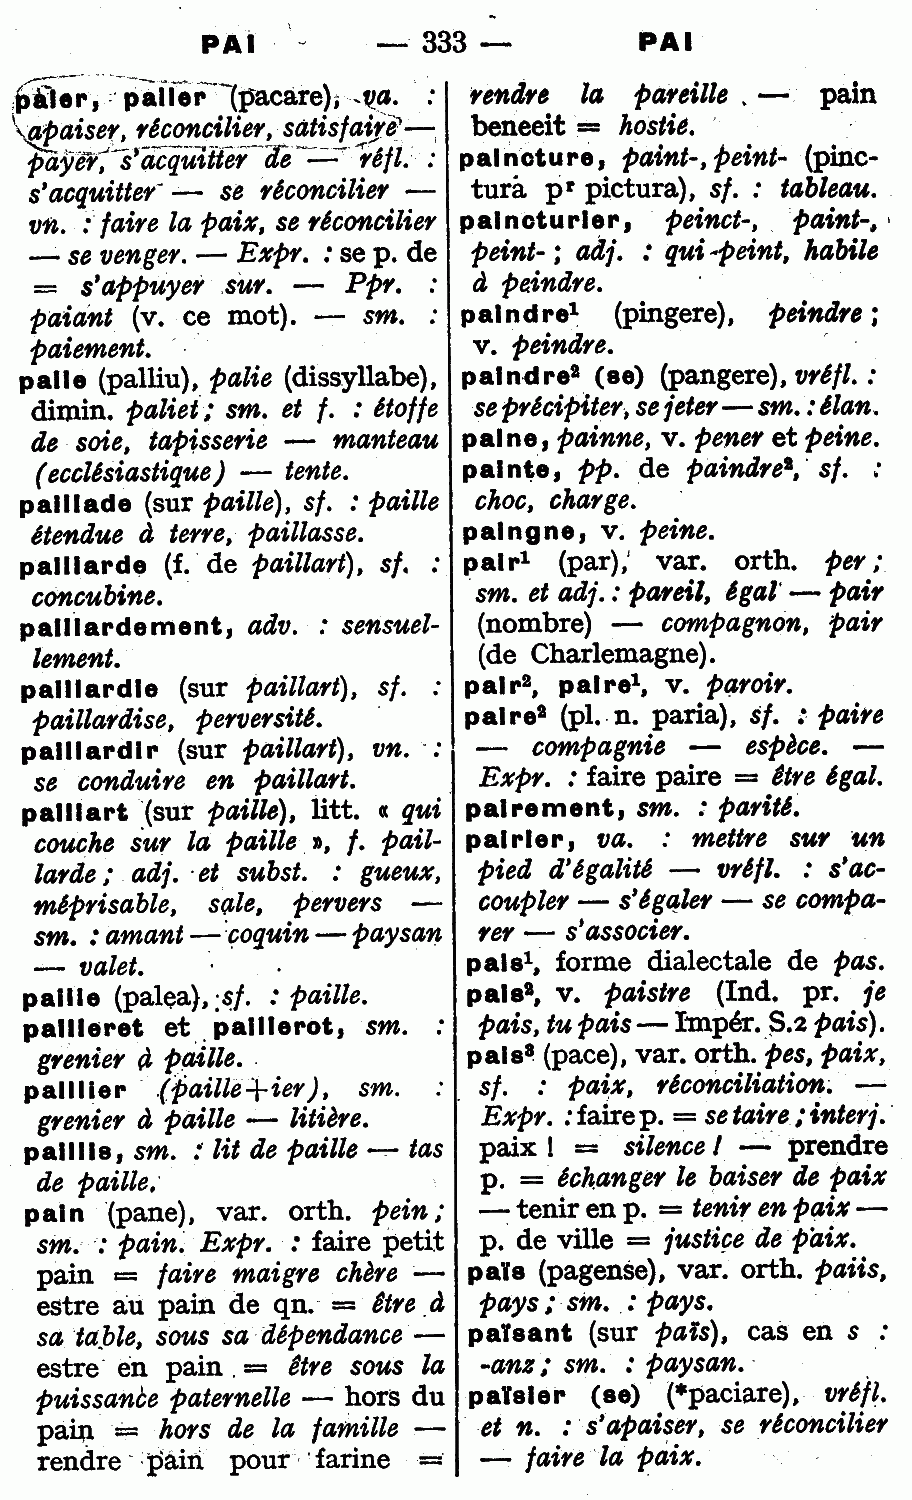 PAI — 333 — PAI
paier, paiier (pacare), va. :
apaiser, réconcilier, satisfaire —
payer, s'acquitter de — réfl. :
s'acquitter — se réconcilier —
vn. : faire la paix, se réconcilier
— se venger. — Expr. : se p. de
= s'appuyer sur. — Ppr. :
paiant (v. ce mot). — sm. :
paiement.
paile (palliu), palie (dissyllabe),
dimin. paliet ; sm. et f. : étoffe
de soie, tapisserie — manteau
(ecclésiastique) — tente.
paillade (sur paille), sf. : paille
étendue à terre, paillasse.
paillarde (f. de paillart), sf. :
concubine.
paillardement, adv. : sensuel-
lement.
paillardie (sur paillart), sf. :
paillardise, perversité.
paillardir (sur paillart), vn. :
se conduire en paillart.
paillart (sur paille), litt. « qui
couche sur la paille », f. pail-
larde ; adj. et subst. : gueux,
méprisable, sale, pervers —
sm. : amant — coquin — paysan
— valet.
paille (palea), sf. : paille.
pailleret et paillerot, sm. :
grenier à paille.
paillier (paille+ier), sm. :
grenier à paille — litière.
paillis, sm. : lit de paille — tas
de paille.
pain (pane), var. orth. pein ;
sm. : pain. Expr. : faire petit
pain = faire maigre chère —
estre au pain de qn. = être à
sa table, sous sa dépendance —
estre en pain = être sous la
puissance paternelle — hors du
pain = hors de la famille —
rendre pain pour farine =
rendre la pareille. — pain
beneeit = hostie.
paincture, paint-, peint- (pinc-
tura pʳ pictura), sf. : tableau.
paincturier, peinct-, paint-,
peint- ; adj. : qui peint, habile
à peindre.
paindre¹ (pingere), peindre ;
v. peindre.
paindre² (se) (pangere), vréfl. :
se précipiter, se jeter — sm. : élan.
paine, painne, v. pener et peine.
painte, pp. de paindre², sf. :
choc, charge.
paingne, v. peine.
pair¹ (par), var. orth. per ;
sm. et adj. : pareil, égal — pair
(nombre) — compagnon, pair
(de Charlemagne).
pair², paire¹, v. paroir.
paire² (pl. n. paria), sf. : paire
— compagnie — espèce. —
Expr. : faire paire = être égal.
pairement, sm. : parité.
pairier, va. : mettre sur un
pied d'égalité — vréfl. : s'ac-
coupler — s'égaler — se compa-
rer — s'associer.
pais¹, forme dialectale de pas.
pais², v. paistre (Ind. pr. je
pais, tu pais — Impér. S.2 pais).
pais³ (pace), var. orth. pes, paix,
sf. : paix, réconciliation. —
Expr. : faire p. = se taire ; interj.
paix ! = silence ! — prendre
p. = échanger le baiser de paix
— tenir en p. = tenir en paix —
p. de ville = justice de paix.
païs (pagense), var. orth. paiis,
pays ; sm. : pays.
païsant (sur païs), cas en s :
-anz ; sm. : paysan.
païsier (se) (*paciare), vréfl.
et n. : s'apaiser, se réconcilier
— faire la paix.